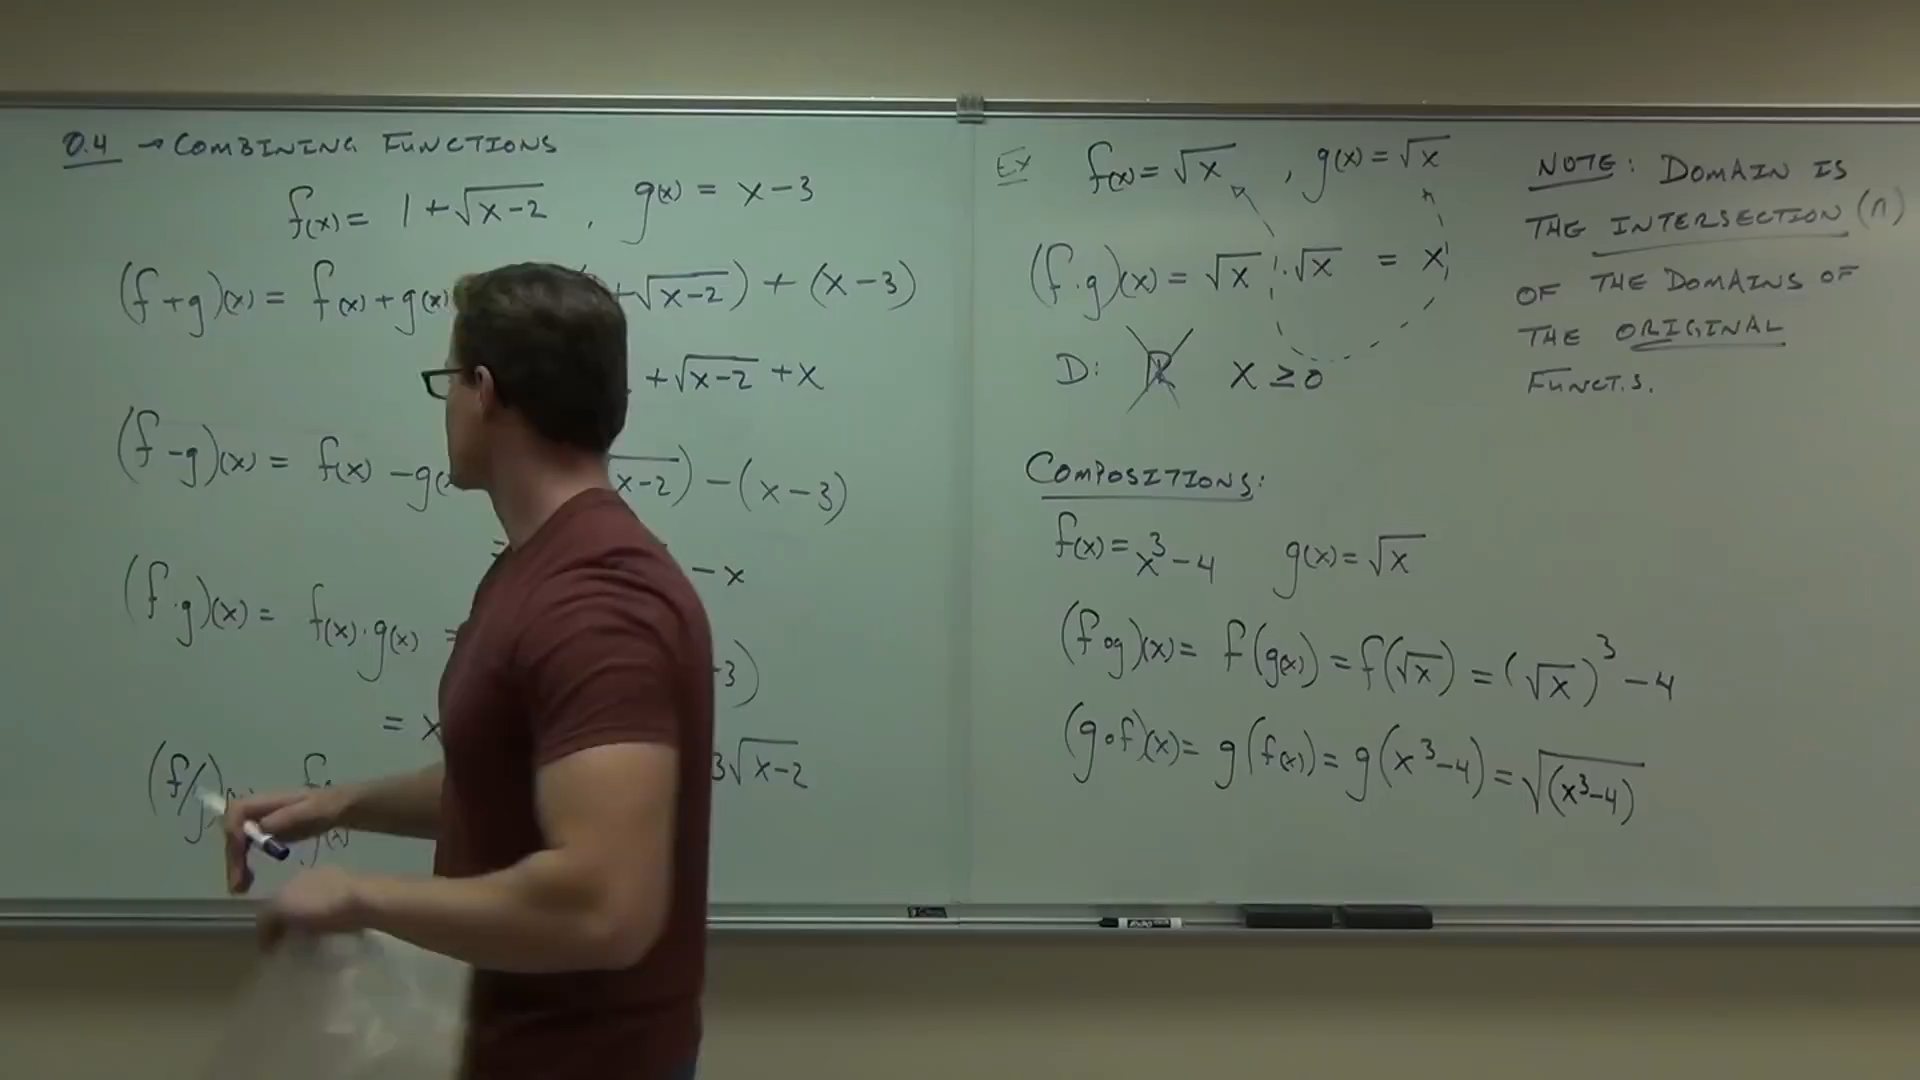 0.4 → COMBINING FUNCTIONS
f(x) = 1 + √(x-2) , g(x) = x-3
(f+g)(x) = f(x)+g(x) +√(x-2)) + (x-3)
+√(x-2) +x
(f-g)(x) = f(x) -g(x x-2) - (x-3)
= -x
(f·g)(x) = f(x)·g(x) = 3)
= x
3√(x-2)
(f/g) f g(x)
Ex f(x) = √x , g(x) = √x
(f·g)(x) = √x · √x = x
D: ℝ x ≥ 0
NOTE: DOMAIN IS
THE INTERSECTION (∩)
OF THE DOMAINS OF
THE ORIGINAL
FUNCT.S.
COMPOSITIONS:
f(x) = x³-4 g(x) = √x
(f∘g)(x) = f(g(x)) = f(√x) = (√x)³ -4
(g∘f)(x) = g(f(x)) = g(x³-4) = √(x³-4)
EXPO